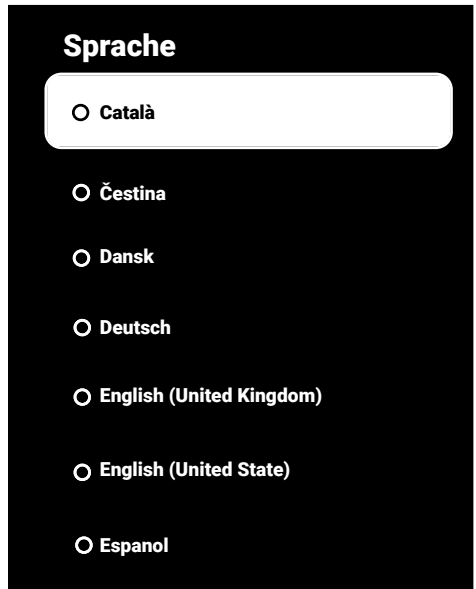 Sprache
Català
Čestina
Dansk
Deutsch
English (United Kingdom)
English (United State)
Espanol